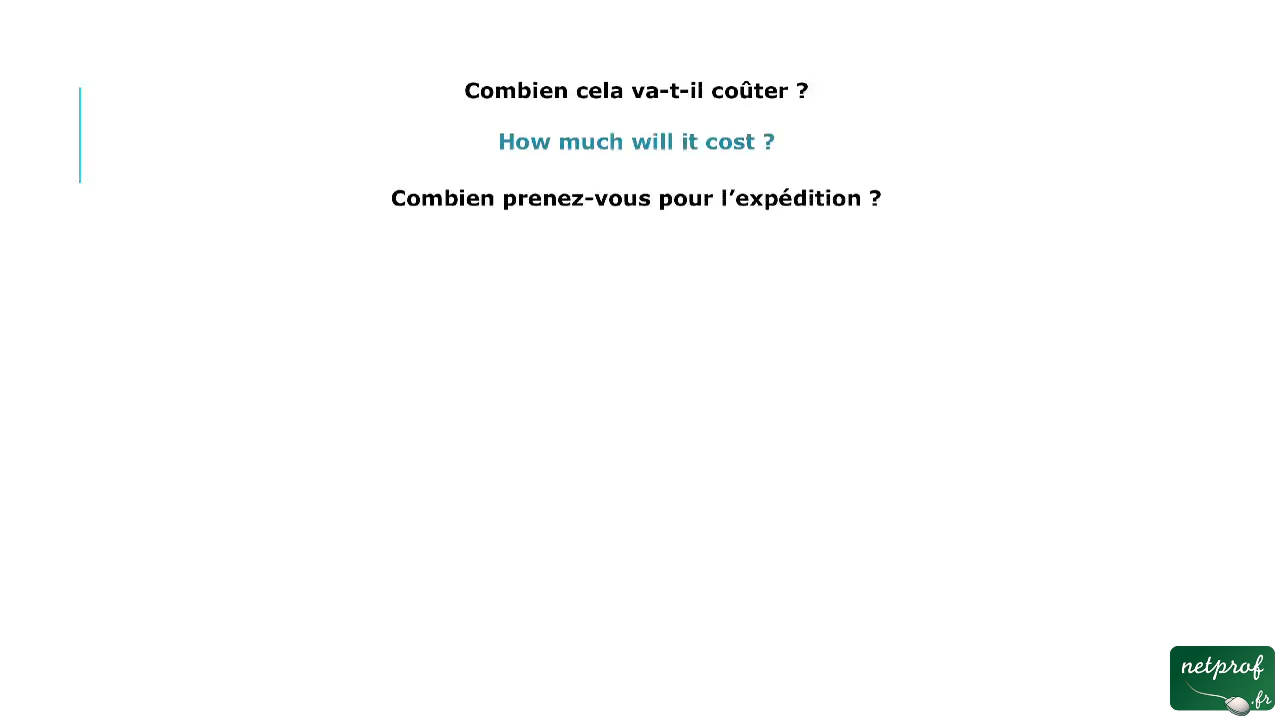 Combien cela va-t-il coûter ?
How much will it cost ?
Combien prenez-vous pour l’expédition ?
netprof
.fr